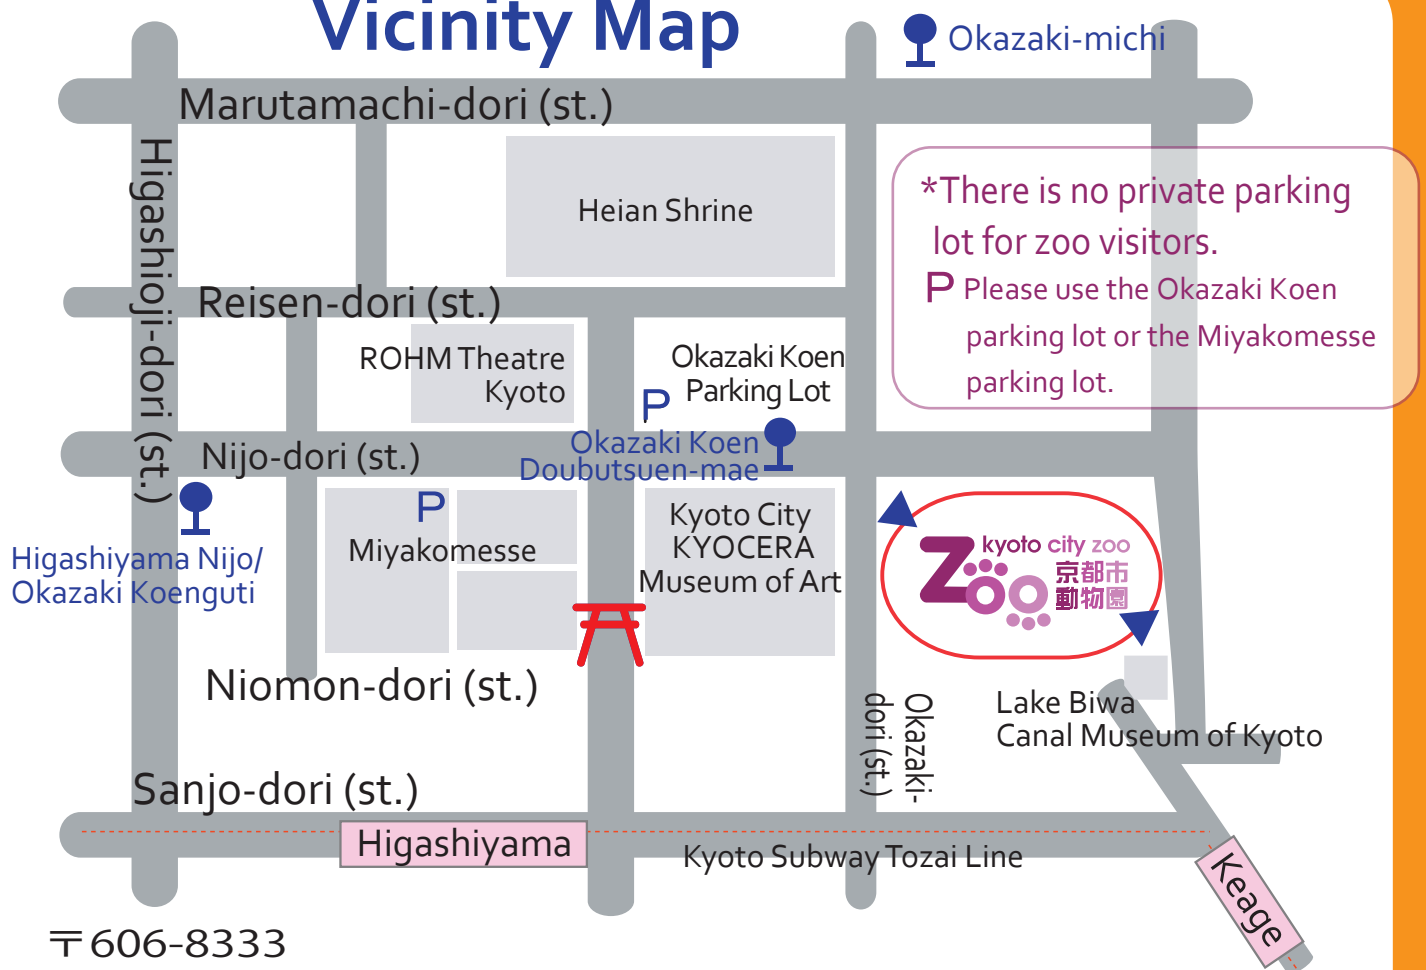 Vicinity Map
Okazaki-michi
Marutamachi-dori (st.)
Higashioji-dori (st.)
Heian Shrine
*There is no private parking
lot for zoo visitors.
P Please use the Okazaki Koen
parking lot or the Miyakomesse
parking lot.
Reisen-dori (st.)
ROHM Theatre
Kyoto
Okazaki Koen
Parking Lot
P
Okazaki Koen
Doubutsuen-mae
Nijo-dori (st.)
P
Miyakomesse
Kyoto City
KYOCERA
Museum of Art
Zoo
kyoto city zoo
京都市
動物園
Higashiyama Nijo/
Okazaki Koenguti
Niomon-dori (st.)
Okazaki-
dori (st.)
Lake Biwa
Canal Museum of Kyoto
Sanjo-dori (st.)
Higashiyama
Kyoto Subway Tozai Line
Keage
〒606-8333